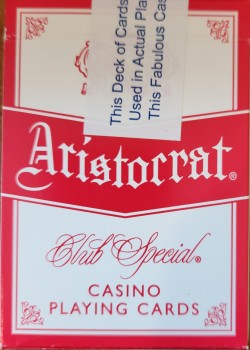 This Deck of Cards
Used in Actual Pla
This Fabulous Cas
Aristocrat®
Club Special®
CASINO
PLAYING CARDS